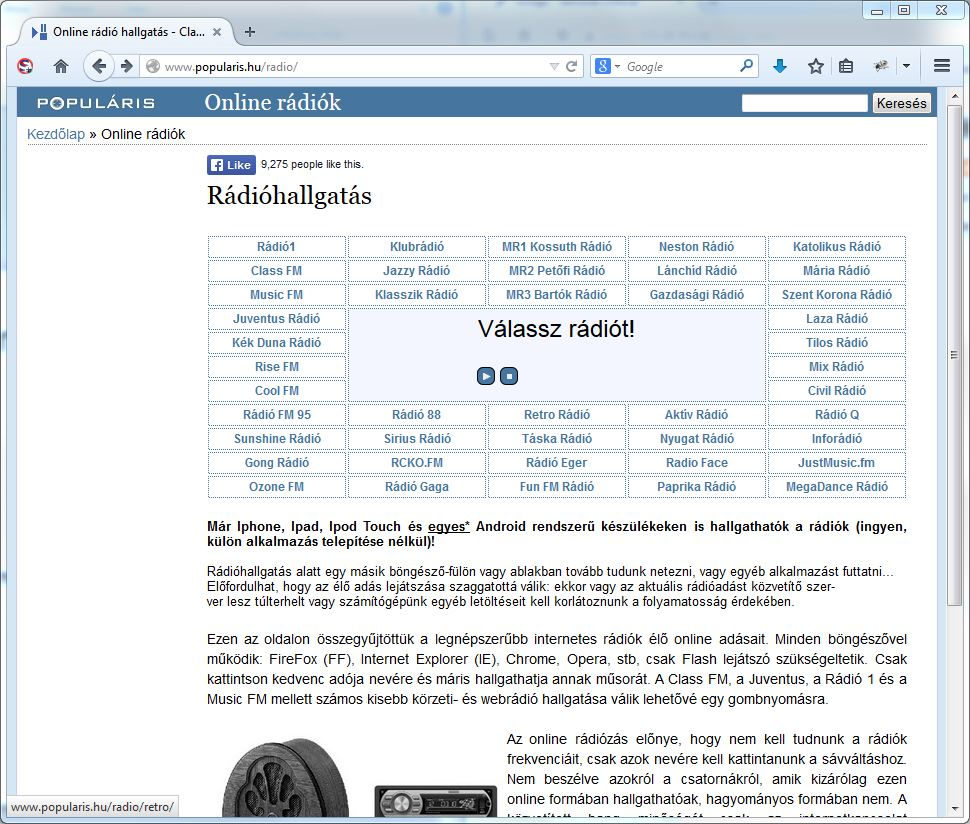 Online rádió hallgatás - Cla...
www.popularis.hu/radio/
Google
POPULÁRIS
Online rádiók
Keresés
Kezdőlap » Online rádiók
Like 9,275 people like this.
Rádióhallgatás
Rádió1 Klubrádió MR1 Kossuth Rádió Neston Rádió Katolikus Rádió
Class FM Jazzy Rádió MR2 Petőfi Rádió Lánchíd Rádió Mária Rádió
Music FM Klasszik Rádió MR3 Bartók Rádió Gazdasági Rádió Szent Korona Rádió
Juventus Rádió Válassz rádiót! Laza Rádió
Kék Duna Rádió Tilos Rádió
Rise FM Mix Rádió
Cool FM Civil Rádió
Rádió FM 95 Rádió 88 Retro Rádió Aktív Rádió Rádió Q
Sunshine Rádió Sirius Rádió Táska Rádió Nyugat Rádió Inforádió
Gong Rádió RCKO.FM Rádió Eger Radio Face JustMusic.fm
Ozone FM Rádió Gaga Fun FM Rádió Paprika Rádió MegaDance Rádió
Már Iphone, Ipad, Ipod Touch és egyes* Android rendszerű készülékeken is hallgathatók a rádiók (ingyen,
külön alkalmazás telepítése nélkül)!
Rádióhallgatás alatt egy másik böngésző-fülön vagy ablakban tovább tudunk netezni, vagy egyéb alkalmazást futtatni...
Előfordulhat, hogy az élő adás lejátszása szaggatottá válik: ekkor vagy az aktuális rádióadást közvetítő szer-
ver lesz túlterhelt vagy számítógépünk egyéb letöltéseit kell korlátoznunk a folyamatosság érdekében.
Ezen az oldalon összegyűjtöttük a legnépszerűbb internetes rádiók élő online adásait. Minden böngészővel
működik: FireFox (FF), Internet Explorer (IE), Chrome, Opera, stb, csak Flash lejátszó szükségeltetik. Csak
kattintson kedvenc adója nevére és máris hallgathatja annak műsorát. A Class FM, a Juventus, a Rádió 1 és a
Music FM mellett számos kisebb körzeti- és webrádió hallgatása válik lehetővé egy gombnyomásra.
Az online rádiózás előnye, hogy nem kell tudnunk a rádiók
frekvenciáit, csak azok nevére kell kattintanunk a sávváltáshoz.
Nem beszélve azokról a csatornákról, amik kizárólag ezen
online formában hallgathatóak, hagyományos formában nem. A
www.popularis.hu/radio/retro/